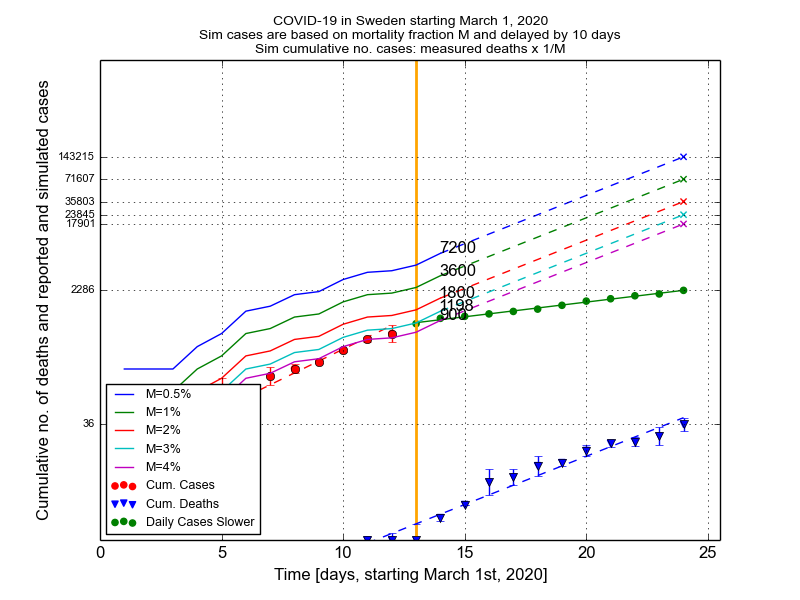 COVID-19 in Sweden starting March 1, 2020
Sim cases are based on mortality fraction M and delayed by 10 days
Sim cumulative no. cases: measured deaths x 1/M
Cumulative no. of deaths and reported and simulated cases
143215
71607
35803
23845
17901
2286
36
7200
3600
1800
1198
900
M=0.5%
M=1%
M=2%
M=3%
M=4%
Cum. Cases
Cum. Deaths
Daily Cases Slower
0 5 10 15 20 25
Time [days, starting March 1st, 2020]